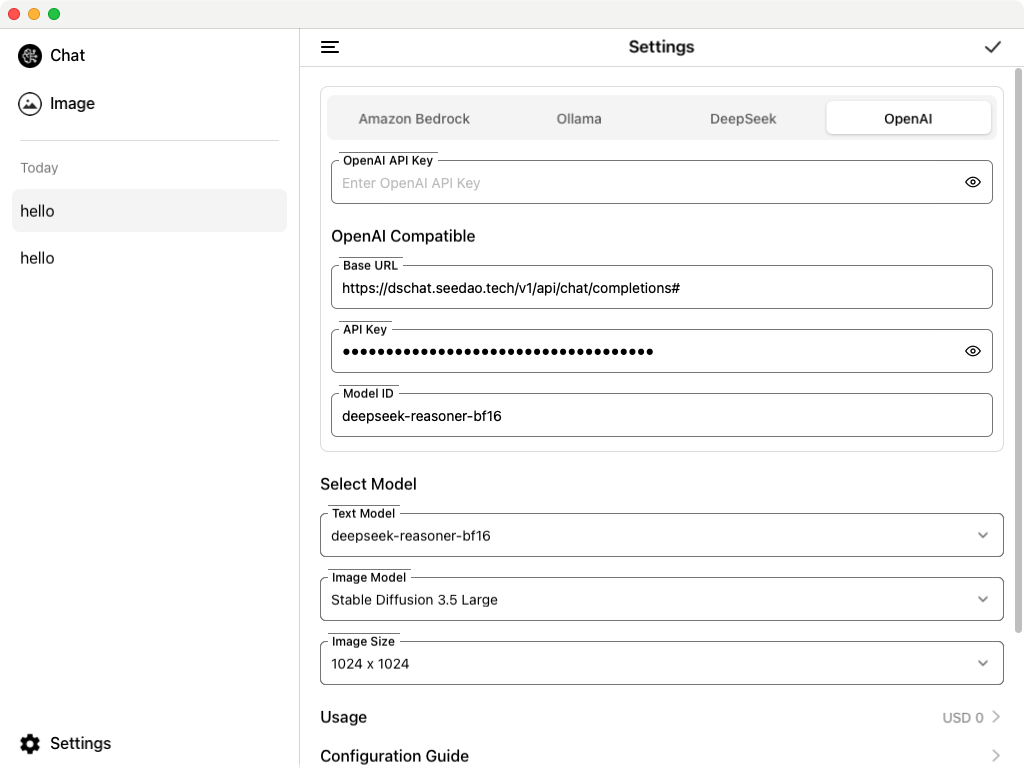 Chat
Image
Today
hello
hello
Settings
Settings
Amazon Bedrock
Ollama
DeepSeek
OpenAI
OpenAI API Key
Enter OpenAI API Key
OpenAI Compatible
Base URL
https://dschat.seedao.tech/v1/api/chat/completions#
API Key
••••••••••••••••••••••••••••••••••••
Model ID
deepseek-reasoner-bf16
Select Model
Text Model
deepseek-reasoner-bf16
Image Model
Stable Diffusion 3.5 Large
Image Size
1024 x 1024
Usage
USD 0
Configuration Guide